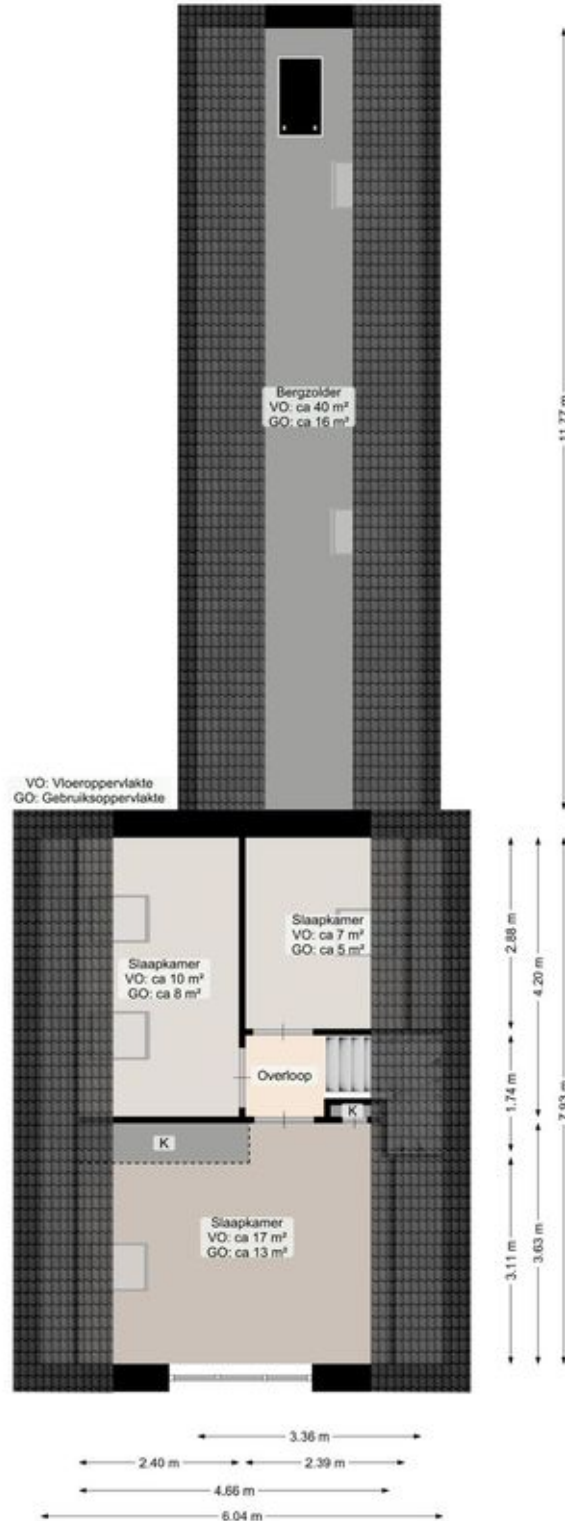 Bergzolder
VO: ca 40 m²
GO: ca 16 m²
11.77 m
VO: Vloeroppervlakte
GO: Gebruiksoppervlakte
Slaapkamer
VO: ca 7 m²
GO: ca 5 m²
Slaapkamer
VO: ca 10 m²
GO: ca 8 m²
2.88 m
4.20 m
Overloop
1.74 m
7.93 m
K
K
Slaapkamer
VO: ca 17 m²
GO: ca 13 m²
3.11 m
3.63 m
3.36 m
2.40 m
2.39 m
4.66 m
6.04 m